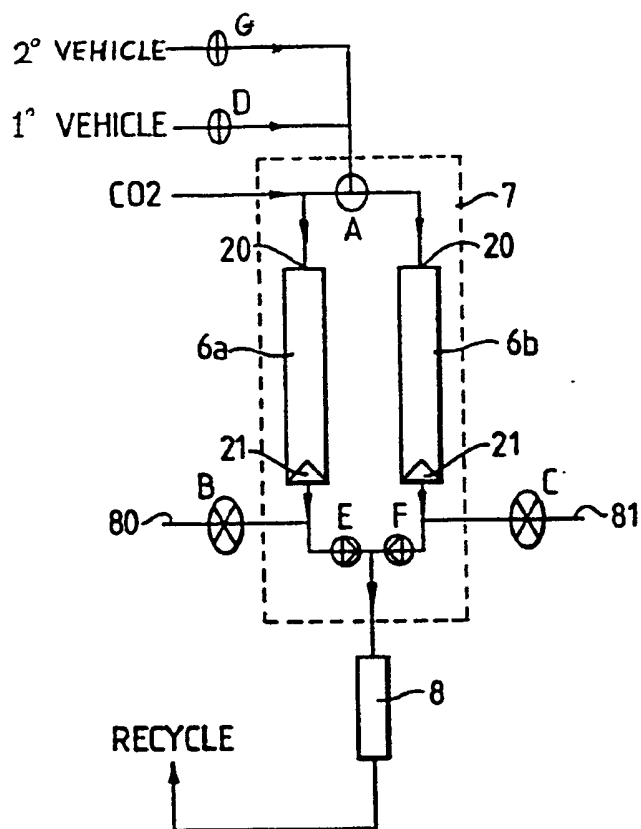 G
2° VEHICLE
D
1° VEHICLE
7
CO2
A
20 20
6a 6b
21 21
B C
80 E F 81
8
RECYCLE